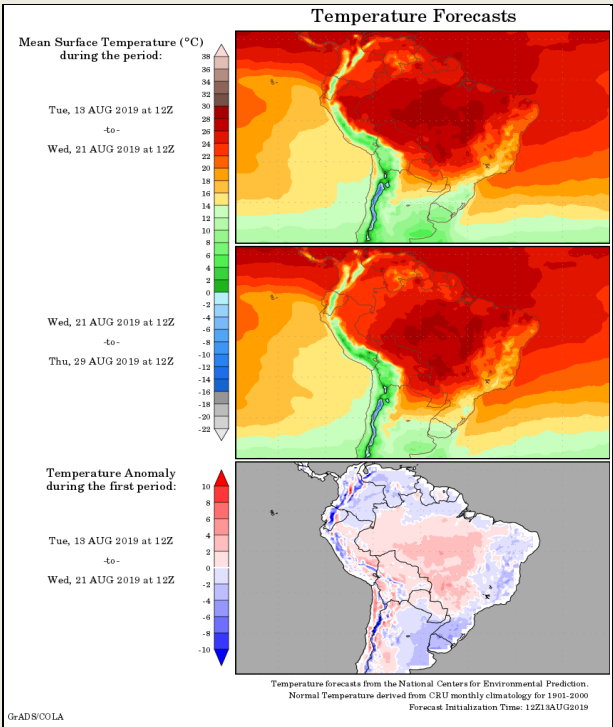 Temperature Forecasts
Mean Surface Temperature (°C)
during the period:
Tue, 13 AUG 2019 at 12Z
-to-
Wed, 21 AUG 2019 at 12Z
38
36
34
32
30
28
26
24
22
20
18
16
14
12
10
8
6
4
2
0
-2
-4
-6
-8
-10
-12
-14
-16
-18
-20
-22
Wed, 21 AUG 2019 at 12Z
-to-
Thu, 29 AUG 2019 at 12Z
Temperature Anomaly
during the first period:
Tue, 13 AUG 2019 at 12Z
-to-
Wed, 21 AUG 2019 at 12Z
10
8
6
4
2
0
-2
-4
-6
-8
-10
Temperature forecasts from the National Centers for Environmental Prediction.
Normal Temperature derived from CRU monthly climatology for 1901-2000
Forecast Initialization Time: 12Z13AUG2019
GrADS/COLA